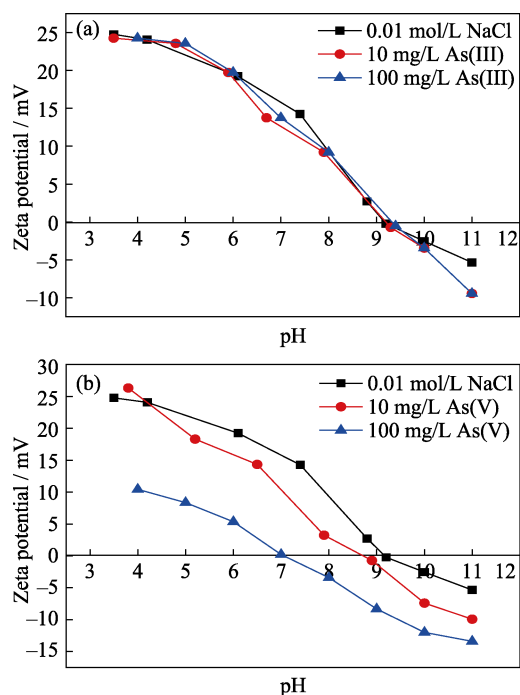 (a)
0.01 mol/L NaCl
10 mg/L As(III)
100 mg/L As(III)
Zeta potential / mV
25
20
15
10
5
0
−5
−10
3 4 5 6 7 8 9 10 11 12
pH
(b)
0.01 mol/L NaCl
10 mg/L As(V)
100 mg/L As(V)
Zeta potential / mV
30
25
20
15
10
5
0
−5
−10
−15
3 4 5 6 7 8 9 10 11 12
pH